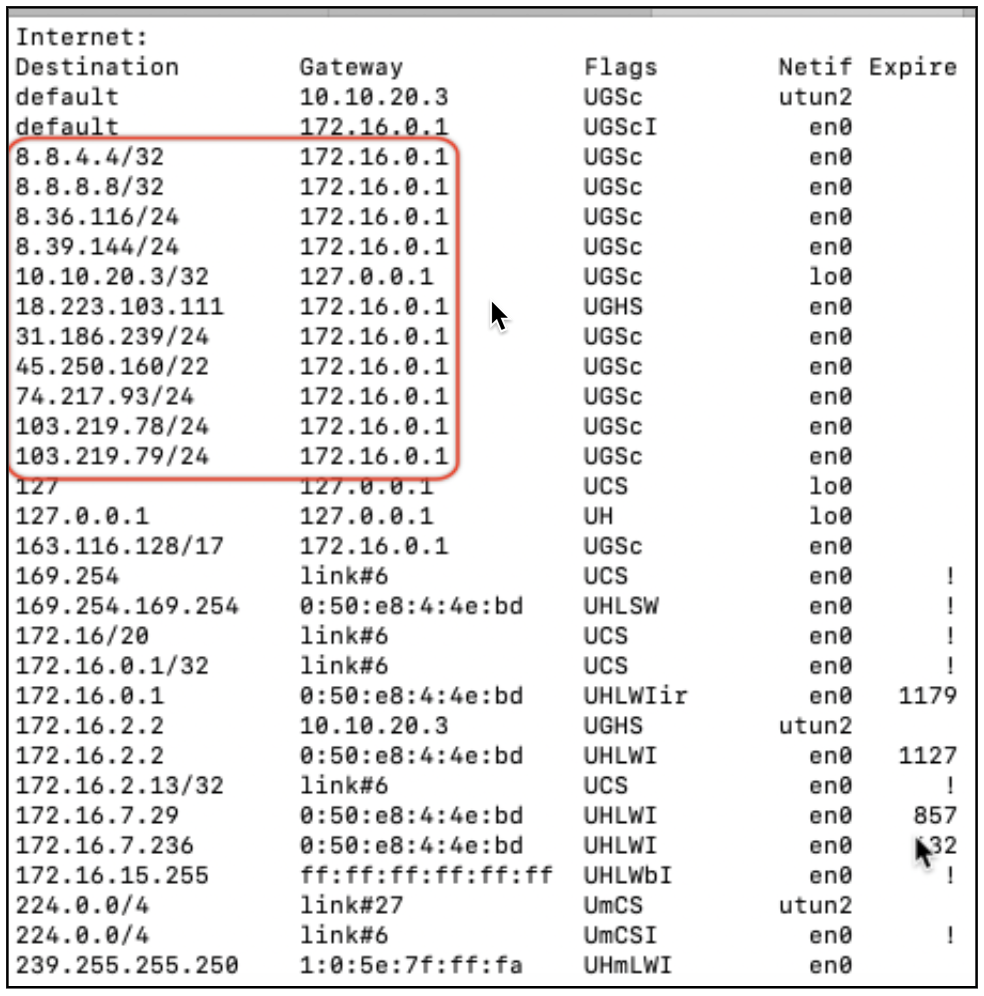 Internet:
Destination Gateway Flags Netif Expire
default 10.10.20.3 UGSc utun2
default 172.16.0.1 UGScI en0
8.8.4.4/32 172.16.0.1 UGSc en0
8.8.8.8/32 172.16.0.1 UGSc en0
8.36.116/24 172.16.0.1 UGSc en0
8.39.144/24 172.16.0.1 UGSc en0
10.10.20.3/32 127.0.0.1 UGSc lo0
18.223.103.111 172.16.0.1 UGHS en0
31.186.239/24 172.16.0.1 UGSc en0
45.250.160/22 172.16.0.1 UGSc en0
74.217.93/24 172.16.0.1 UGSc en0
103.219.78/24 172.16.0.1 UGSc en0
103.219.79/24 172.16.0.1 UGSc en0
127 127.0.0.1 UCS lo0
127.0.0.1 127.0.0.1 UH lo0
163.116.128/17 172.16.0.1 UGSc en0
169.254 link#6 UCS en0 !
169.254.169.254 0:50:e8:4:4e:bd UHLSW en0 !
172.16/20 link#6 UCS en0 !
172.16.0.1/32 link#6 UCS en0 !
172.16.0.1 0:50:e8:4:4e:bd UHLWIir en0 1179
172.16.2.2 10.10.20.3 UGHS utun2
172.16.2.2 0:50:e8:4:4e:bd UHLWI en0 1127
172.16.2.13/32 link#6 UCS en0 !
172.16.7.29 0:50:e8:4:4e:bd UHLWI en0 857
172.16.7.236 0:50:e8:4:4e:bd UHLWI en0
172.16.15.255 ff:ff:ff:ff:ff:ff UHLWbI en0 !
224.0.0/4 link#27 UmCS utun2
224.0.0/4 link#6 UmCSI en0 !
239.255.255.250 1:0:5e:7f:ff:fa UHmLWI en0